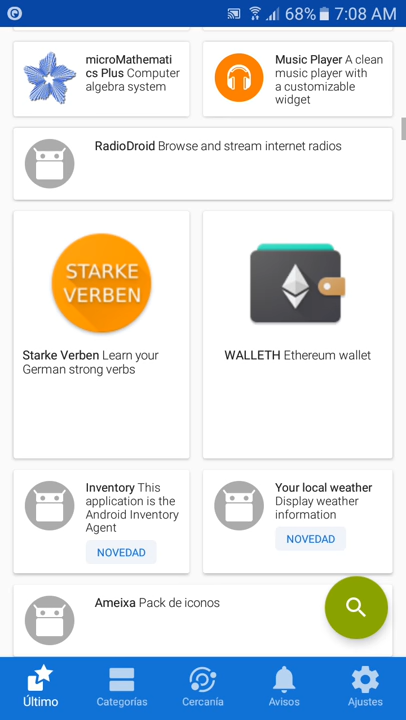 68% 7:08 AM
microMathemati
cs Plus Computer
algebra system
Music Player A clean
music player with
a customizable
widget
RadioDroid Browse and stream internet radios
STARKE
VERBEN
Starke Verben Learn your
German strong verbs
WALLETH Ethereum wallet
Inventory This
application is the
Android Inventory
Agent
NOVEDAD
Your local weather
Display weather
information
NOVEDAD
Ameixa Pack de iconos
Último
Categorías
Cercanía
Avisos
Ajustes